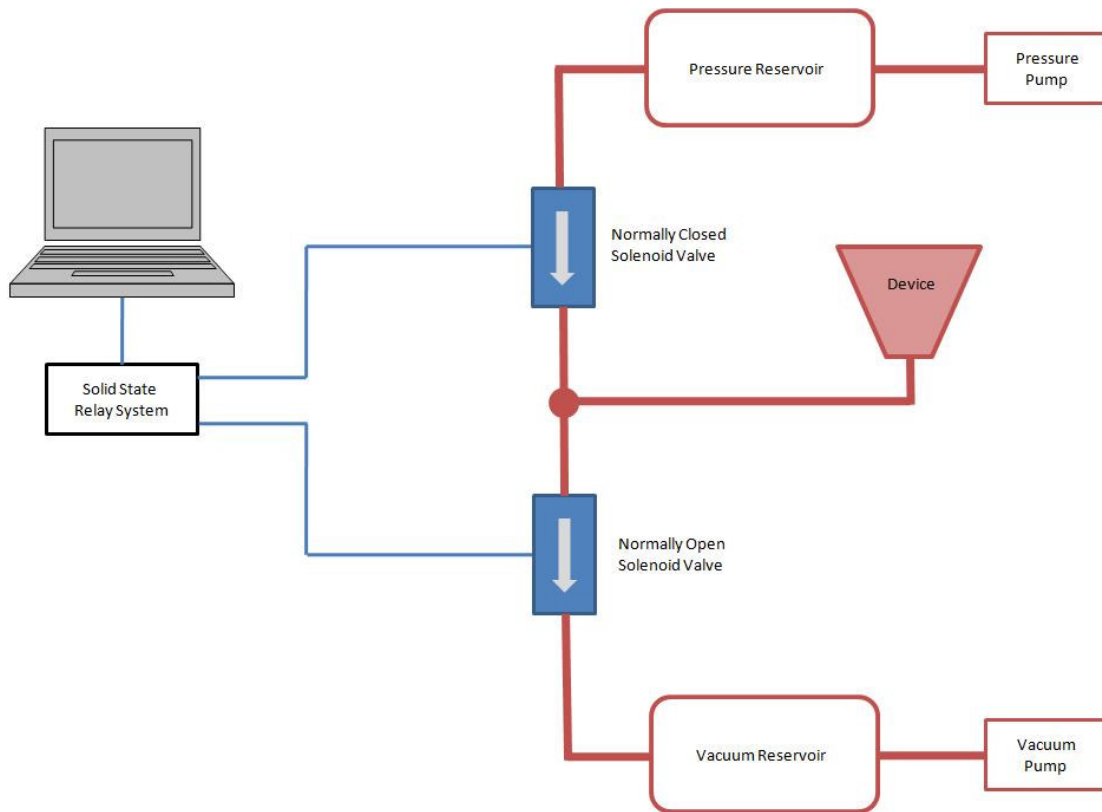 Pressure Reservoir
Pressure
Pump
Normally Closed
Solenoid Valve
Device
Solid State
Relay System
Normally Open
Solenoid Valve
Vacuum Reservoir
Vacuum
Pump